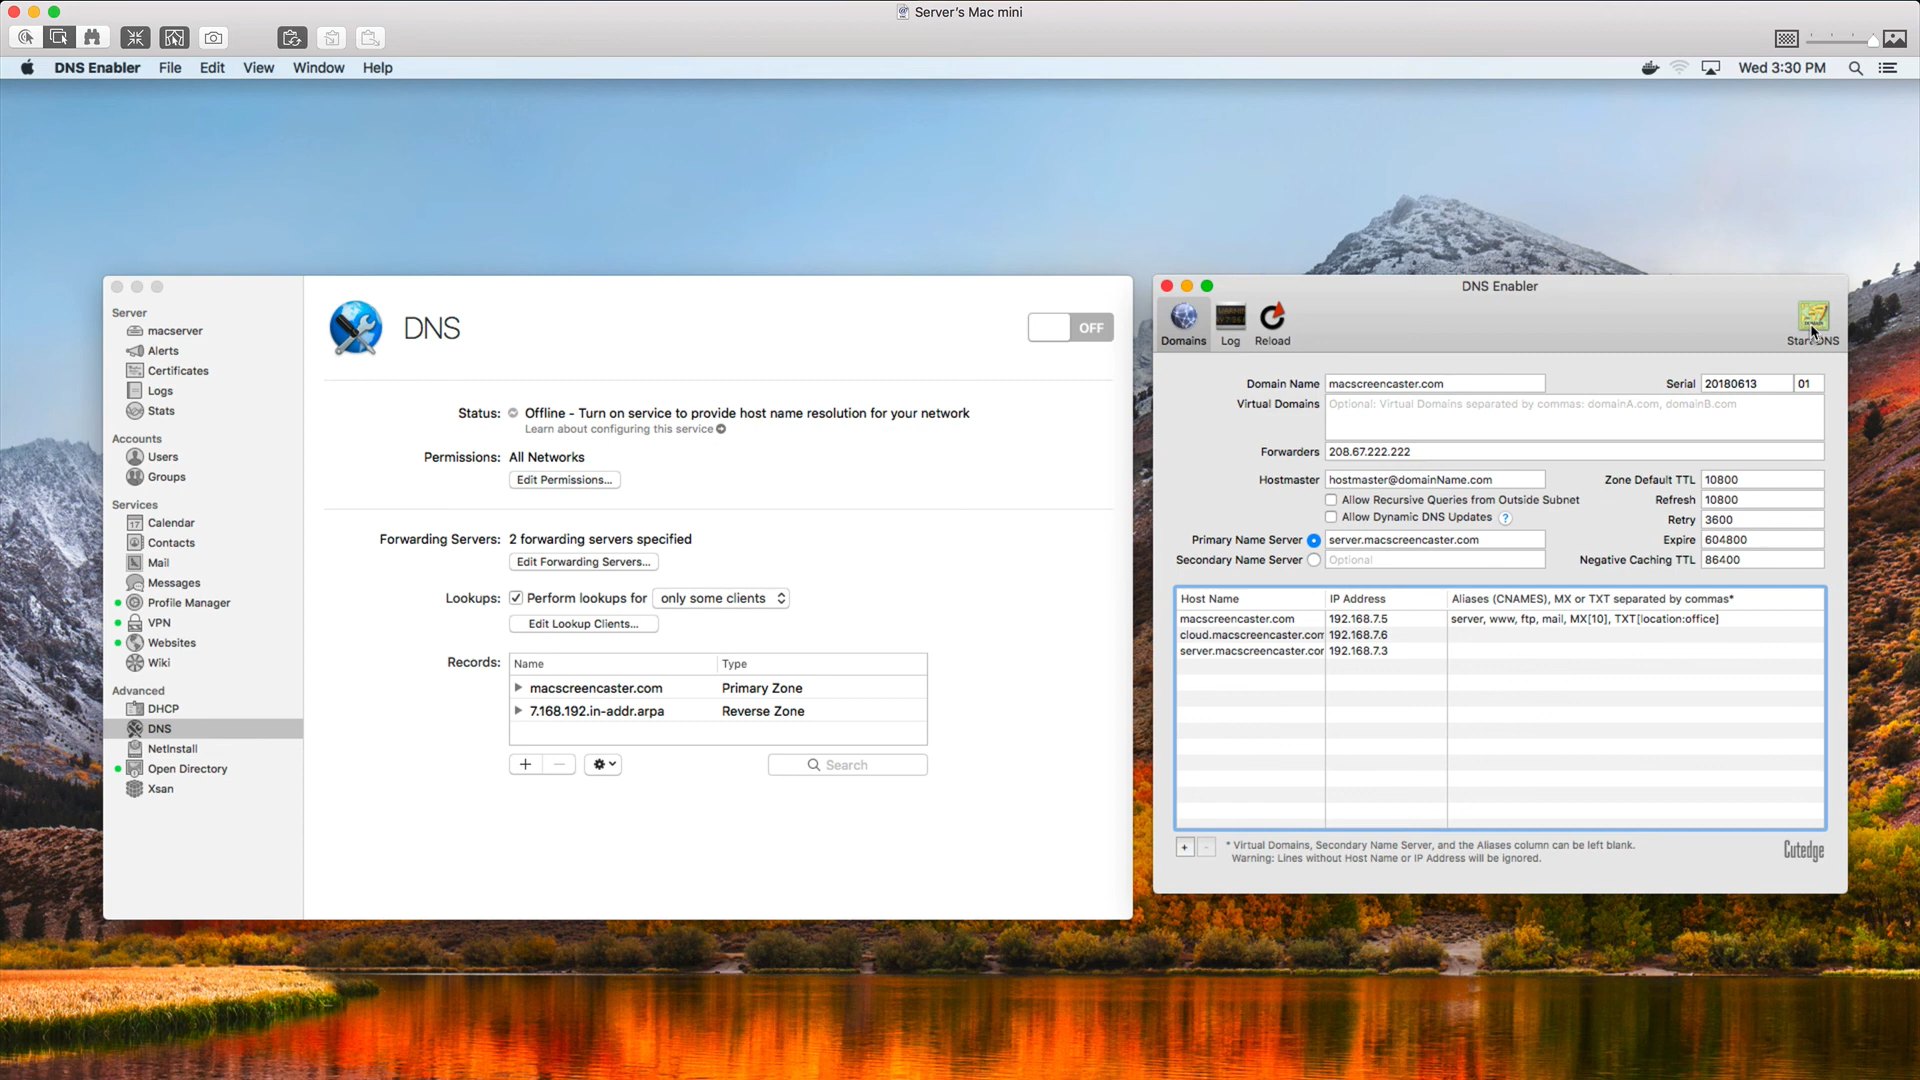 Server's Mac mini
DNS Enabler File Edit View Window Help
Wed 3:30 PM
Server
macserver
Alerts
Certificates
Logs
Stats
Accounts
Users
Groups
Services
Calendar
Contacts
Mail
Messages
Profile Manager
VPN
Websites
Wiki
Advanced
DHCP
DNS
NetInstall
Open Directory
Xsan
DNS
OFF
Status: Offline - Turn on service to provide host name resolution for your network
Learn about configuring this service
Permissions: All Networks
Edit Permissions...
Forwarding Servers: 2 forwarding servers specified
Edit Forwarding Servers...
Lookups: Perform lookups for only some clients
Edit Lookup Clients...
Records: Name Type
macscreencaster.com Primary Zone
7.168.192.in-addr.arpa Reverse Zone
Search
DNS Enabler
Domains Log Reload Start DNS
Domain Name macscreencaster.com Serial 20180613 01
Virtual Domains Optional: Virtual Domains separated by commas: domainA.com, domainB.com
Forwarders 208.67.222.222
Hostmaster hostmaster@domainName.com Zone Default TTL 10800
Allow Recursive Queries from Outside Subnet Refresh 10800
Allow Dynamic DNS Updates ? Retry 3600
Primary Name Server server.macscreencaster.com Expire 604800
Secondary Name Server Optional Negative Caching TTL 86400
Host Name IP Address Aliases (CNAMES), MX or TXT separated by commas*
macscreencaster.com 192.168.7.5 server, www, ftp, mail, MX[10], TXT[location:office]
cloud.macscreencaster.com 192.168.7.6
server.macscreencaster.cor 192.168.7.3
+ - * Virtual Domains, Secondary Name Server, and the Aliases column can be left blank.
Warning: Lines without Host Name or IP Address will be ignored.
Cutedge